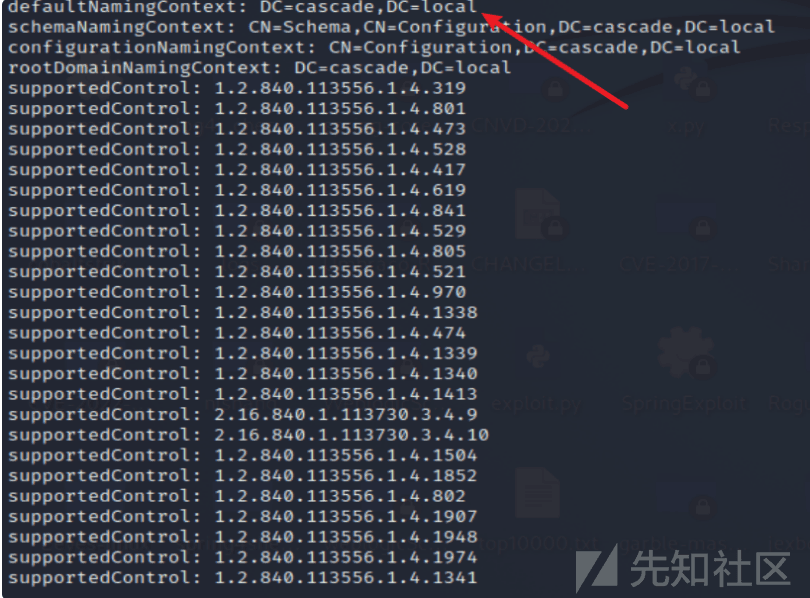 defaultNamingContext: DC=cascade,DC=local
schemaNamingContext: CN=Schema,CN=Configuration,DC=cascade,DC=local
configurationNamingContext: CN=Configuration,DC=cascade,DC=local
rootDomainNamingContext: DC=cascade,DC=local
supportedControl: 1.2.840.113556.1.4.319
supportedControl: 1.2.840.113556.1.4.801
supportedControl: 1.2.840.113556.1.4.473
supportedControl: 1.2.840.113556.1.4.528
supportedControl: 1.2.840.113556.1.4.417
supportedControl: 1.2.840.113556.1.4.619
supportedControl: 1.2.840.113556.1.4.841
supportedControl: 1.2.840.113556.1.4.529
supportedControl: 1.2.840.113556.1.4.805
supportedControl: 1.2.840.113556.1.4.521
supportedControl: 1.2.840.113556.1.4.970
supportedControl: 1.2.840.113556.1.4.1338
supportedControl: 1.2.840.113556.1.4.474
supportedControl: 1.2.840.113556.1.4.1339
supportedControl: 1.2.840.113556.1.4.1340
supportedControl: 1.2.840.113556.1.4.1413
supportedControl: 2.16.840.1.113730.3.4.9
supportedControl: 2.16.840.1.113730.3.4.10
supportedControl: 1.2.840.113556.1.4.1504
supportedControl: 1.2.840.113556.1.4.1852
supportedControl: 1.2.840.113556.1.4.802
supportedControl: 1.2.840.113556.1.4.1907
supportedControl: 1.2.840.113556.1.4.1948
supportedControl: 1.2.840.113556.1.4.1974
supportedControl: 1.2.840.113556.1.4.1341
先知社区